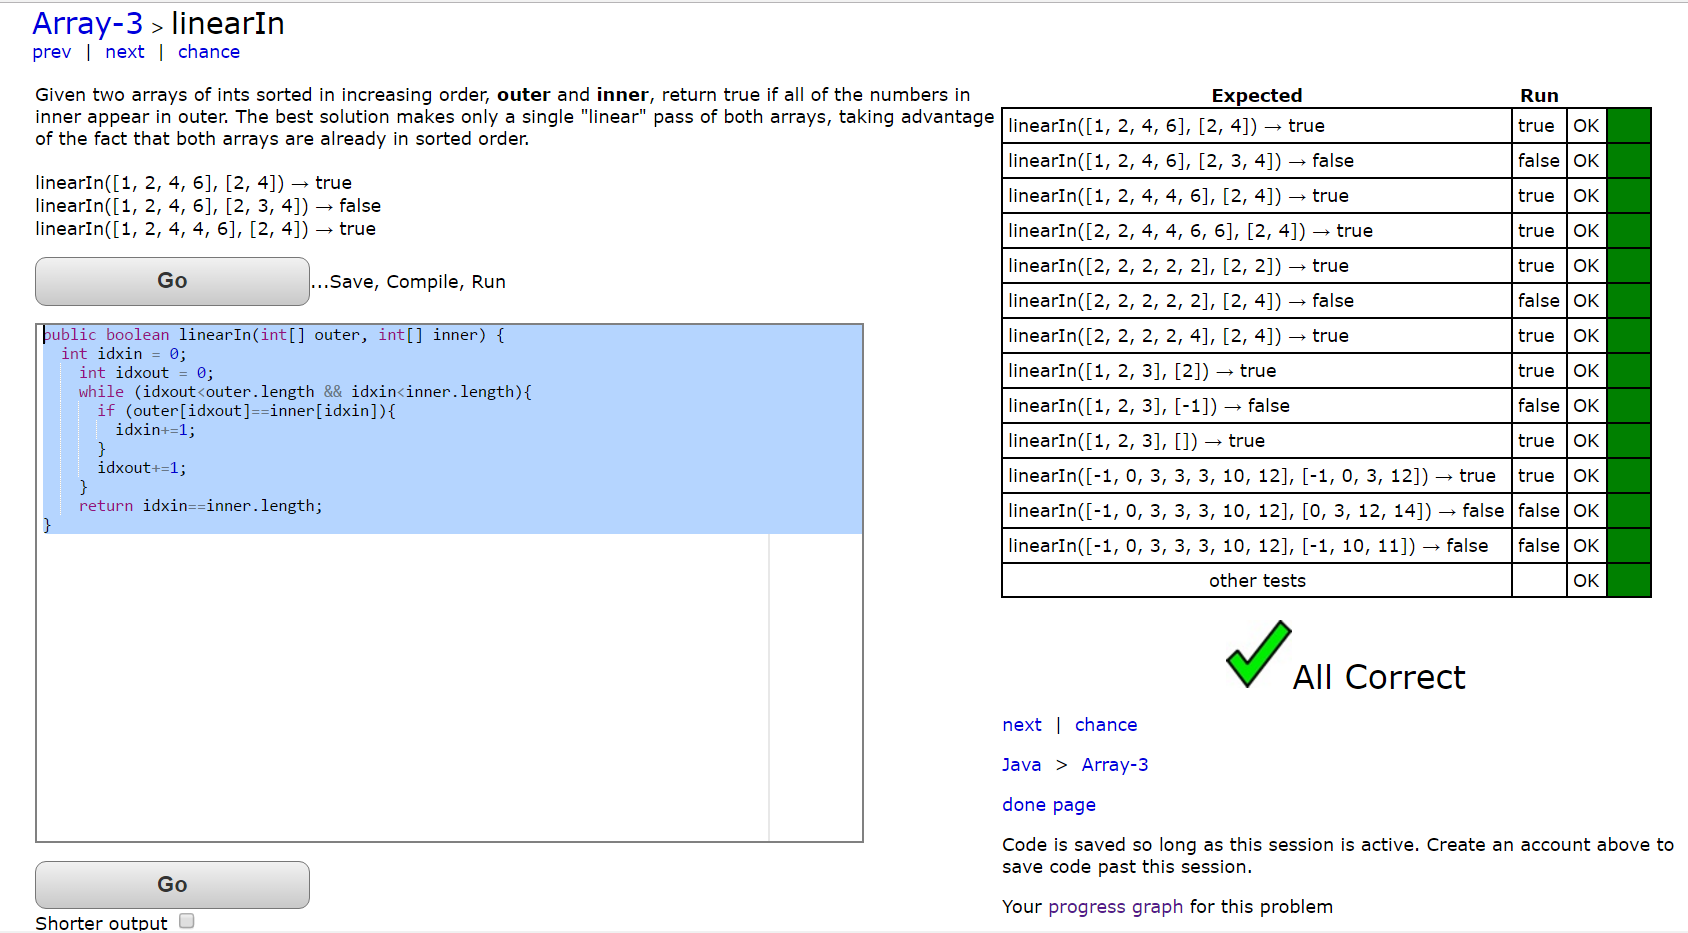 Array-3 > linearIn
prev | next | chance
Given two arrays of ints sorted in increasing order, outer and inner, return true if all of the numbers in
inner appear in outer. The best solution makes only a single "linear" pass of both arrays, taking advantage
of the fact that both arrays are already in sorted order.
linearIn([1, 2, 4, 6], [2, 4]) → true
linearIn([1, 2, 4, 6], [2, 3, 4]) → false
linearIn([1, 2, 4, 4, 6], [2, 4]) → true
Go
...Save, Compile, Run
public boolean linearIn(int[] outer, int[] inner) {
  int idxin = 0;
    int idxout = 0;
    while (idxout<outer.length && idxin<inner.length){
      if (outer[idxout]==inner[idxin]){
        idxin+=1;
      }
      idxout+=1;
    }
    return idxin==inner.length;
}
Go
Shorter output
Expected Run
linearIn([1, 2, 4, 6], [2, 4]) → true true OK
linearIn([1, 2, 4, 6], [2, 3, 4]) → false false OK
linearIn([1, 2, 4, 4, 6], [2, 4]) → true true OK
linearIn([2, 2, 4, 4, 6, 6], [2, 4]) → true true OK
linearIn([2, 2, 2, 2, 2], [2, 2]) → true true OK
linearIn([2, 2, 2, 2, 2], [2, 4]) → false false OK
linearIn([2, 2, 2, 2, 4], [2, 4]) → true true OK
linearIn([1, 2, 3], [2]) → true true OK
linearIn([1, 2, 3], [-1]) → false false OK
linearIn([1, 2, 3], []) → true true OK
linearIn([-1, 0, 3, 3, 3, 10, 12], [-1, 0, 3, 12]) → true true OK
linearIn([-1, 0, 3, 3, 3, 10, 12], [0, 3, 12, 14]) → false false OK
linearIn([-1, 0, 3, 3, 3, 10, 12], [-1, 10, 11]) → false false OK
other tests OK
All Correct
next | chance
Java > Array-3
done page
Code is saved so long as this session is active. Create an account above to
save code past this session.
Your progress graph for this problem